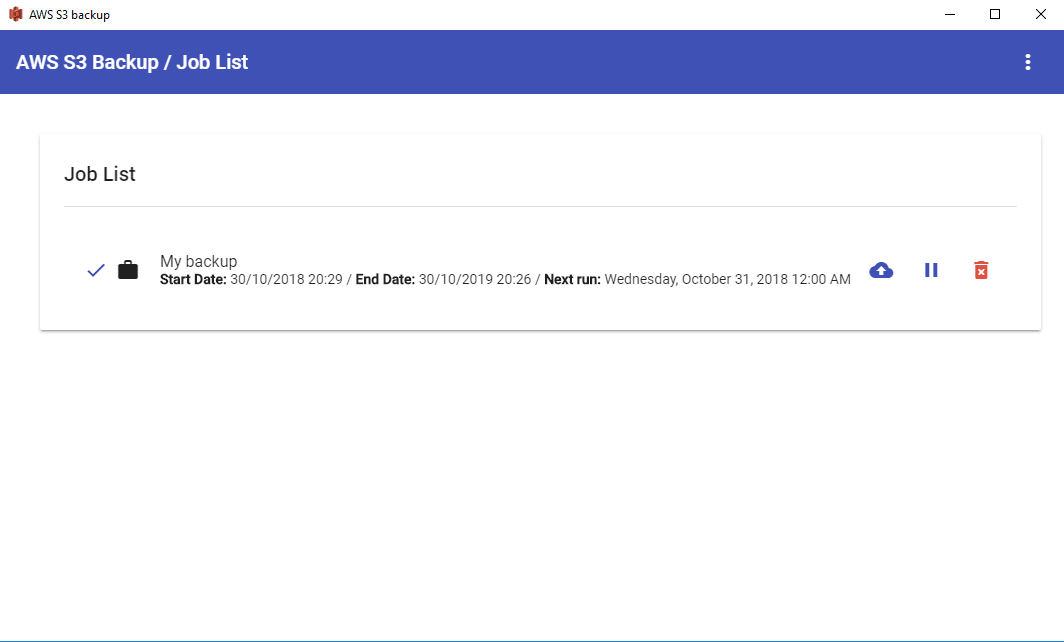 AWS S3 backup
AWS S3 Backup / Job List
Job List
My backup
Start Date: 30/10/2018 20:29 / End Date: 30/10/2019 20:26 / Next run: Wednesday, October 31, 2018 12:00 AM